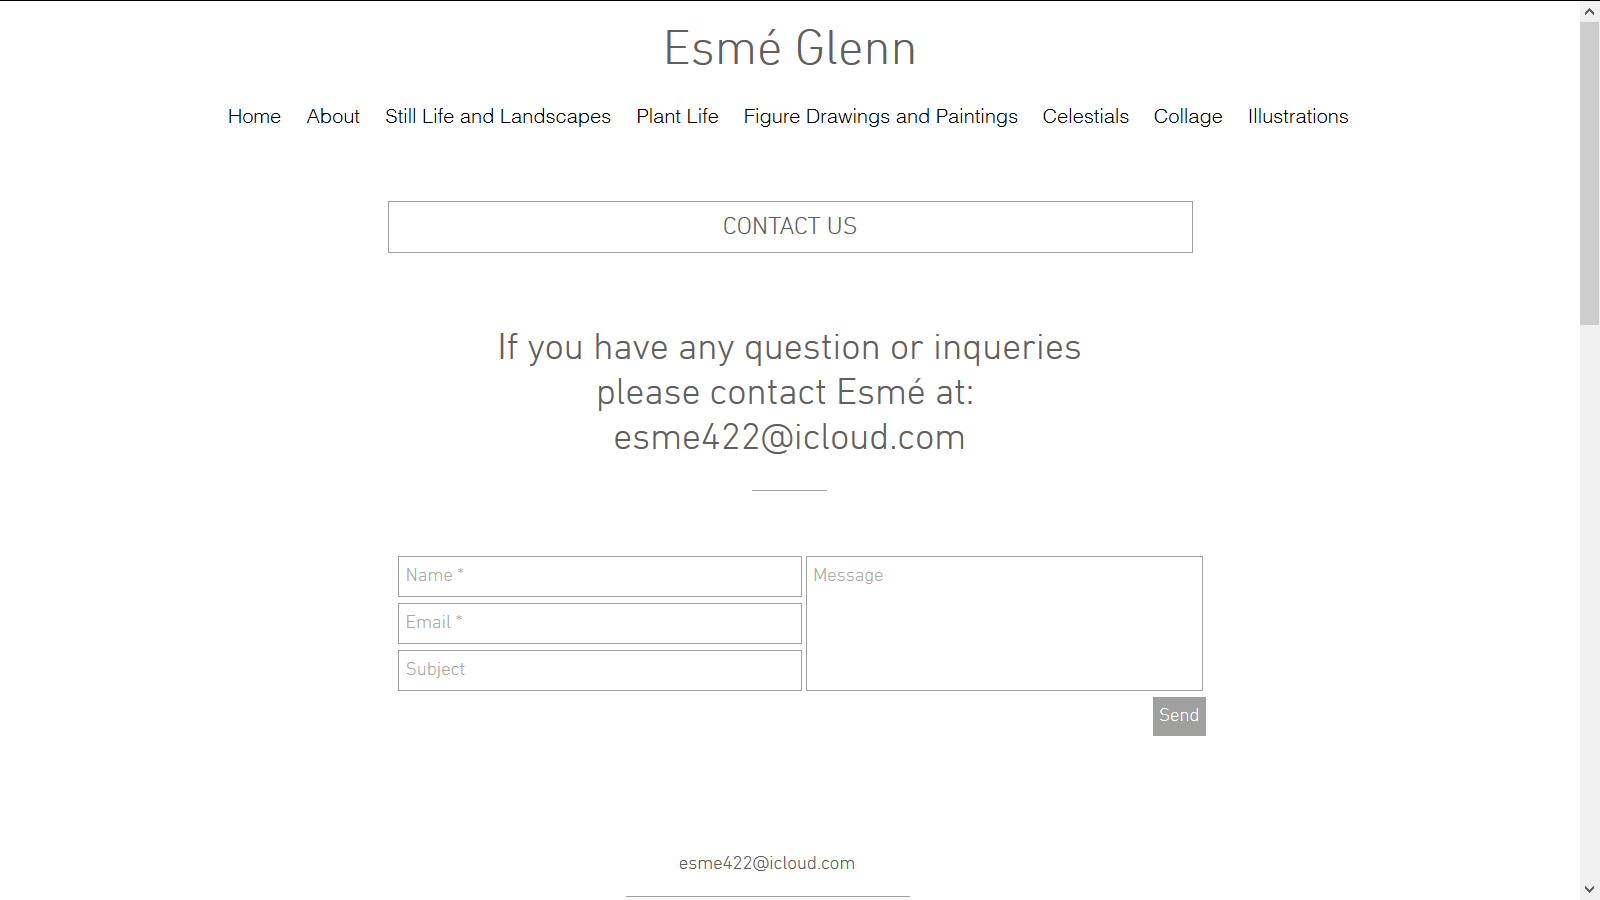 Esmé Glenn
Home About Still Life and Landscapes Plant Life Figure Drawings and Paintings Celestials Collage Illustrations
CONTACT US
If you have any question or inqueries
please contact Esmé at:
esme422@icloud.com
Name *
Message
Email *
Subject
Send
esme422@icloud.com